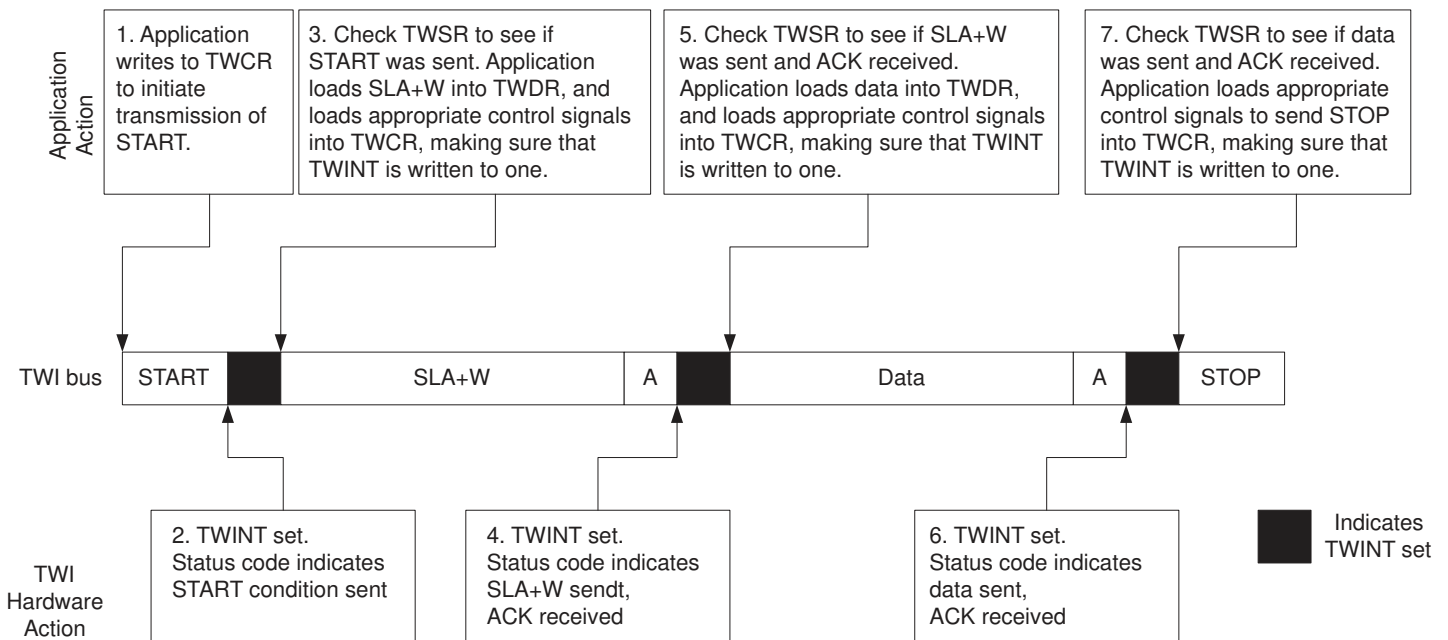 Application
Action
1. Application
writes to TWCR
to initiate
transmission of
START.
3. Check TWSR to see if
START was sent. Application
loads SLA+W into TWDR, and
loads appropriate control signals
into TWCR, making sure that
TWINT is written to one.
5. Check TWSR to see if SLA+W
was sent and ACK received.
Application loads data into TWDR,
and loads appropriate control signals
into TWCR, making sure that TWINT
is written to one.
7. Check TWSR to see if data
was sent and ACK received.
Application loads appropriate
control signals to send STOP
into TWCR, making sure that
TWINT is written to one.
TWI bus
START
SLA+W
A
Data
A
STOP
TWI
Hardware
Action
2. TWINT set.
Status code indicates
START condition sent
4. TWINT set.
Status code indicates
SLA+W sendt,
ACK received
6. TWINT set.
Status code indicates
data sent,
ACK received
Indicates
TWINT set